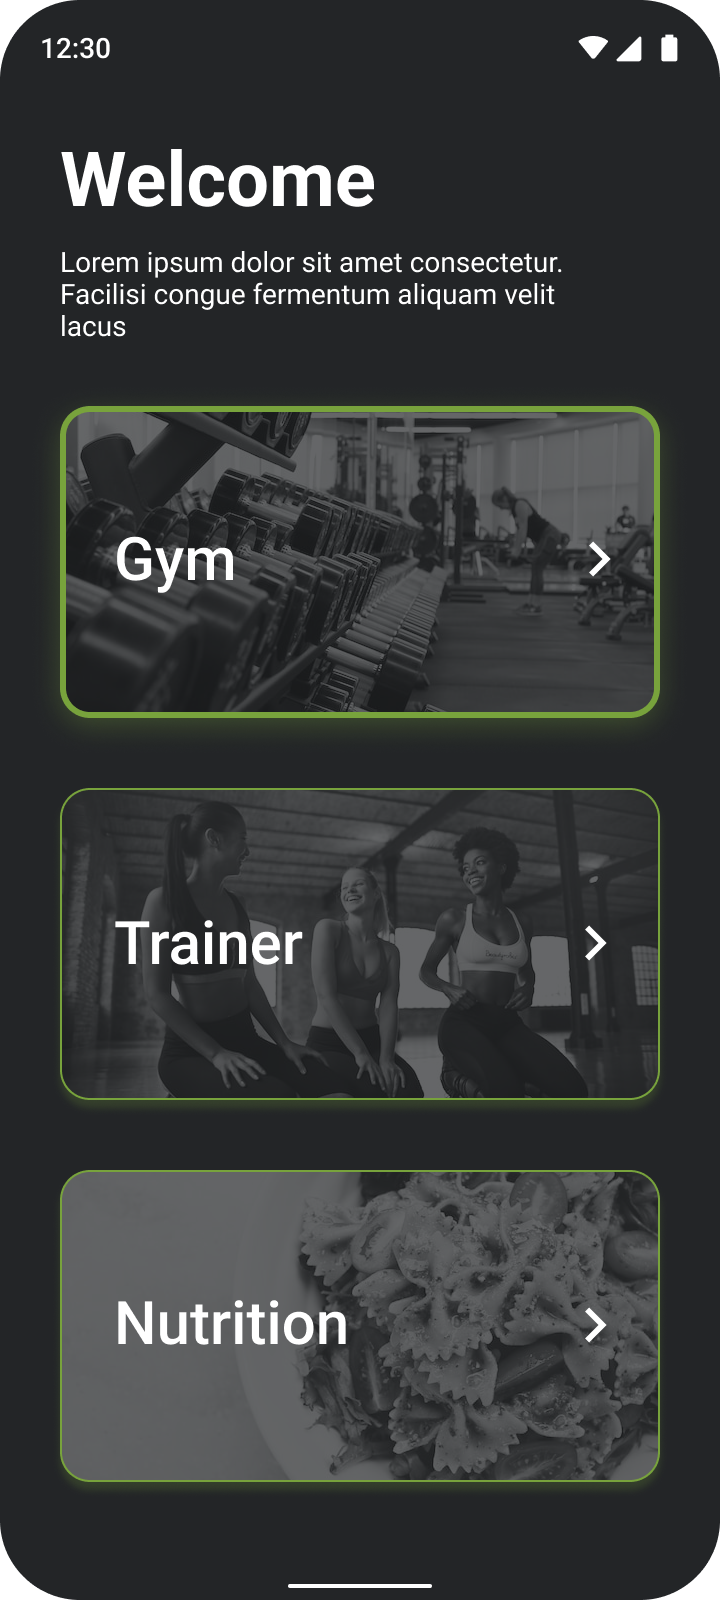 12:30
Welcome
Lorem ipsum dolor sit amet consectetur.
Facilisi congue fermentum aliquam velit
lacus
Gym
Trainer
Nutrition